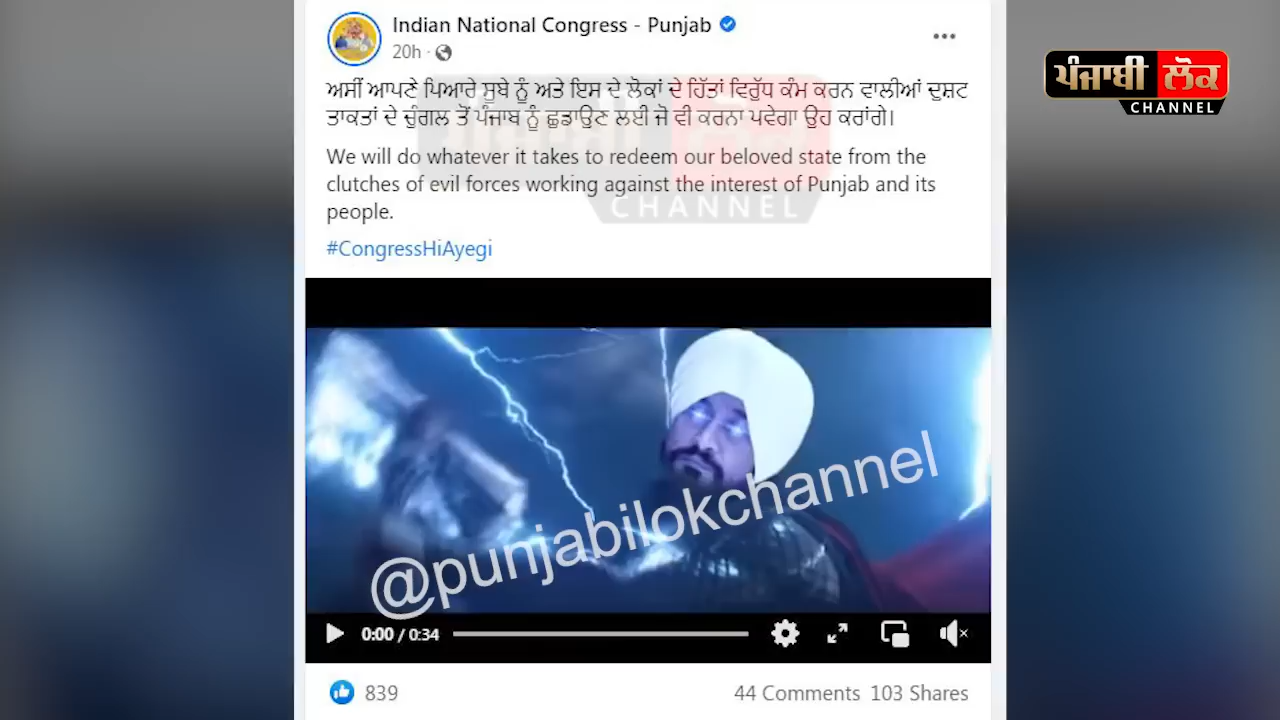 Indian National Congress - Punjab
20h ·
ਪੰਜਾਬੀ ਲੋਕ
CHANNEL
ਅਸੀਂ ਆਪਣੇ ਪਿਆਰੇ ਸੂਬੇ ਨੂੰ ਅਤੇ ਇਸ ਦੇ ਲੋਕਾਂ ਦੇ ਹਿੱਤਾਂ ਵਿਰੁੱਧ ਕੰਮ ਕਰਨ ਵਾਲੀਆਂ ਦੁਸ਼ਟ
ਤਾਕਤਾਂ ਦੇ ਚੁੰਗਲ ਤੋਂ ਪੰਜਾਬ ਨੂੰ ਛੁਡਾਉਣ ਲਈ ਜੋ ਵੀ ਕਰਨਾ ਪਵੇਗਾ ਉਹ ਕਰਾਂਗੇ।
We will do whatever it takes to redeem our beloved state from the
clutches of evil forces working against the interest of Punjab and its
people.
CHANNEL
#CongressHiAyegi
@punjabilokchannel
0:00 / 0:34
839
44 Comments 103 Shares